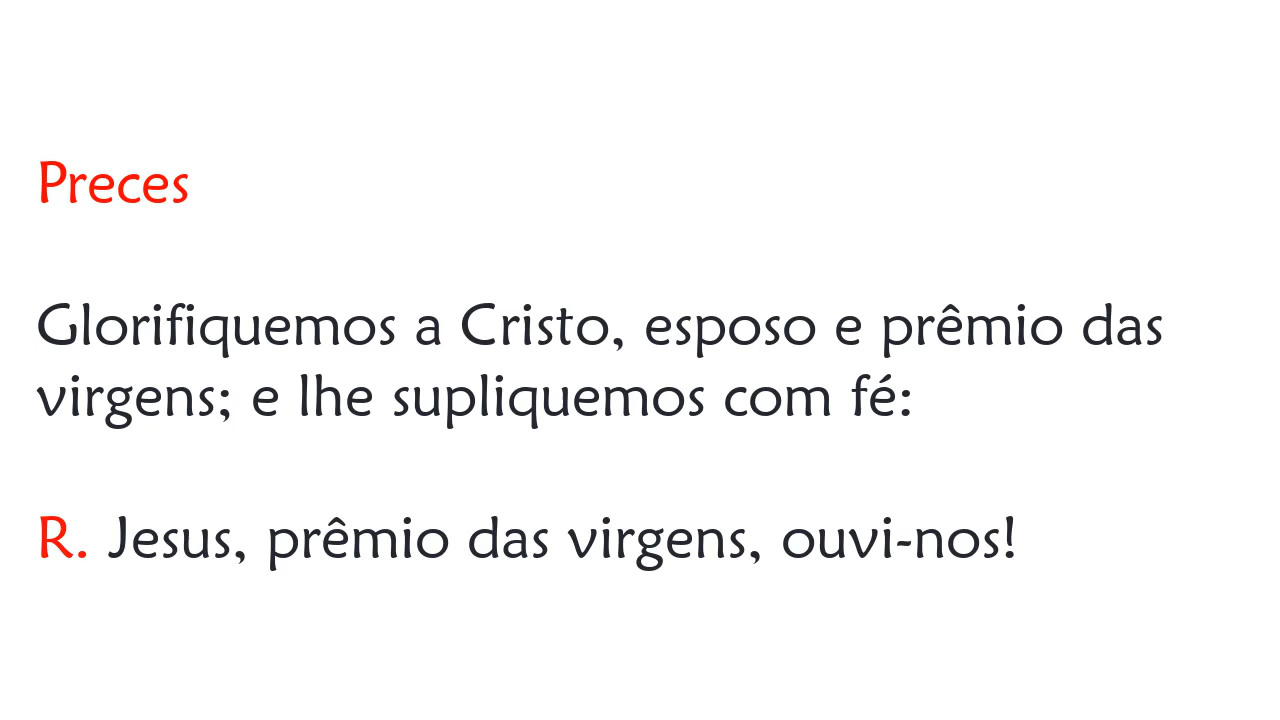 Preces
Glorifiquemos a Cristo, esposo e prêmio das
virgens; e lhe supliquemos com fé:
R. Jesus, prêmio das virgens, ouvi-nos!